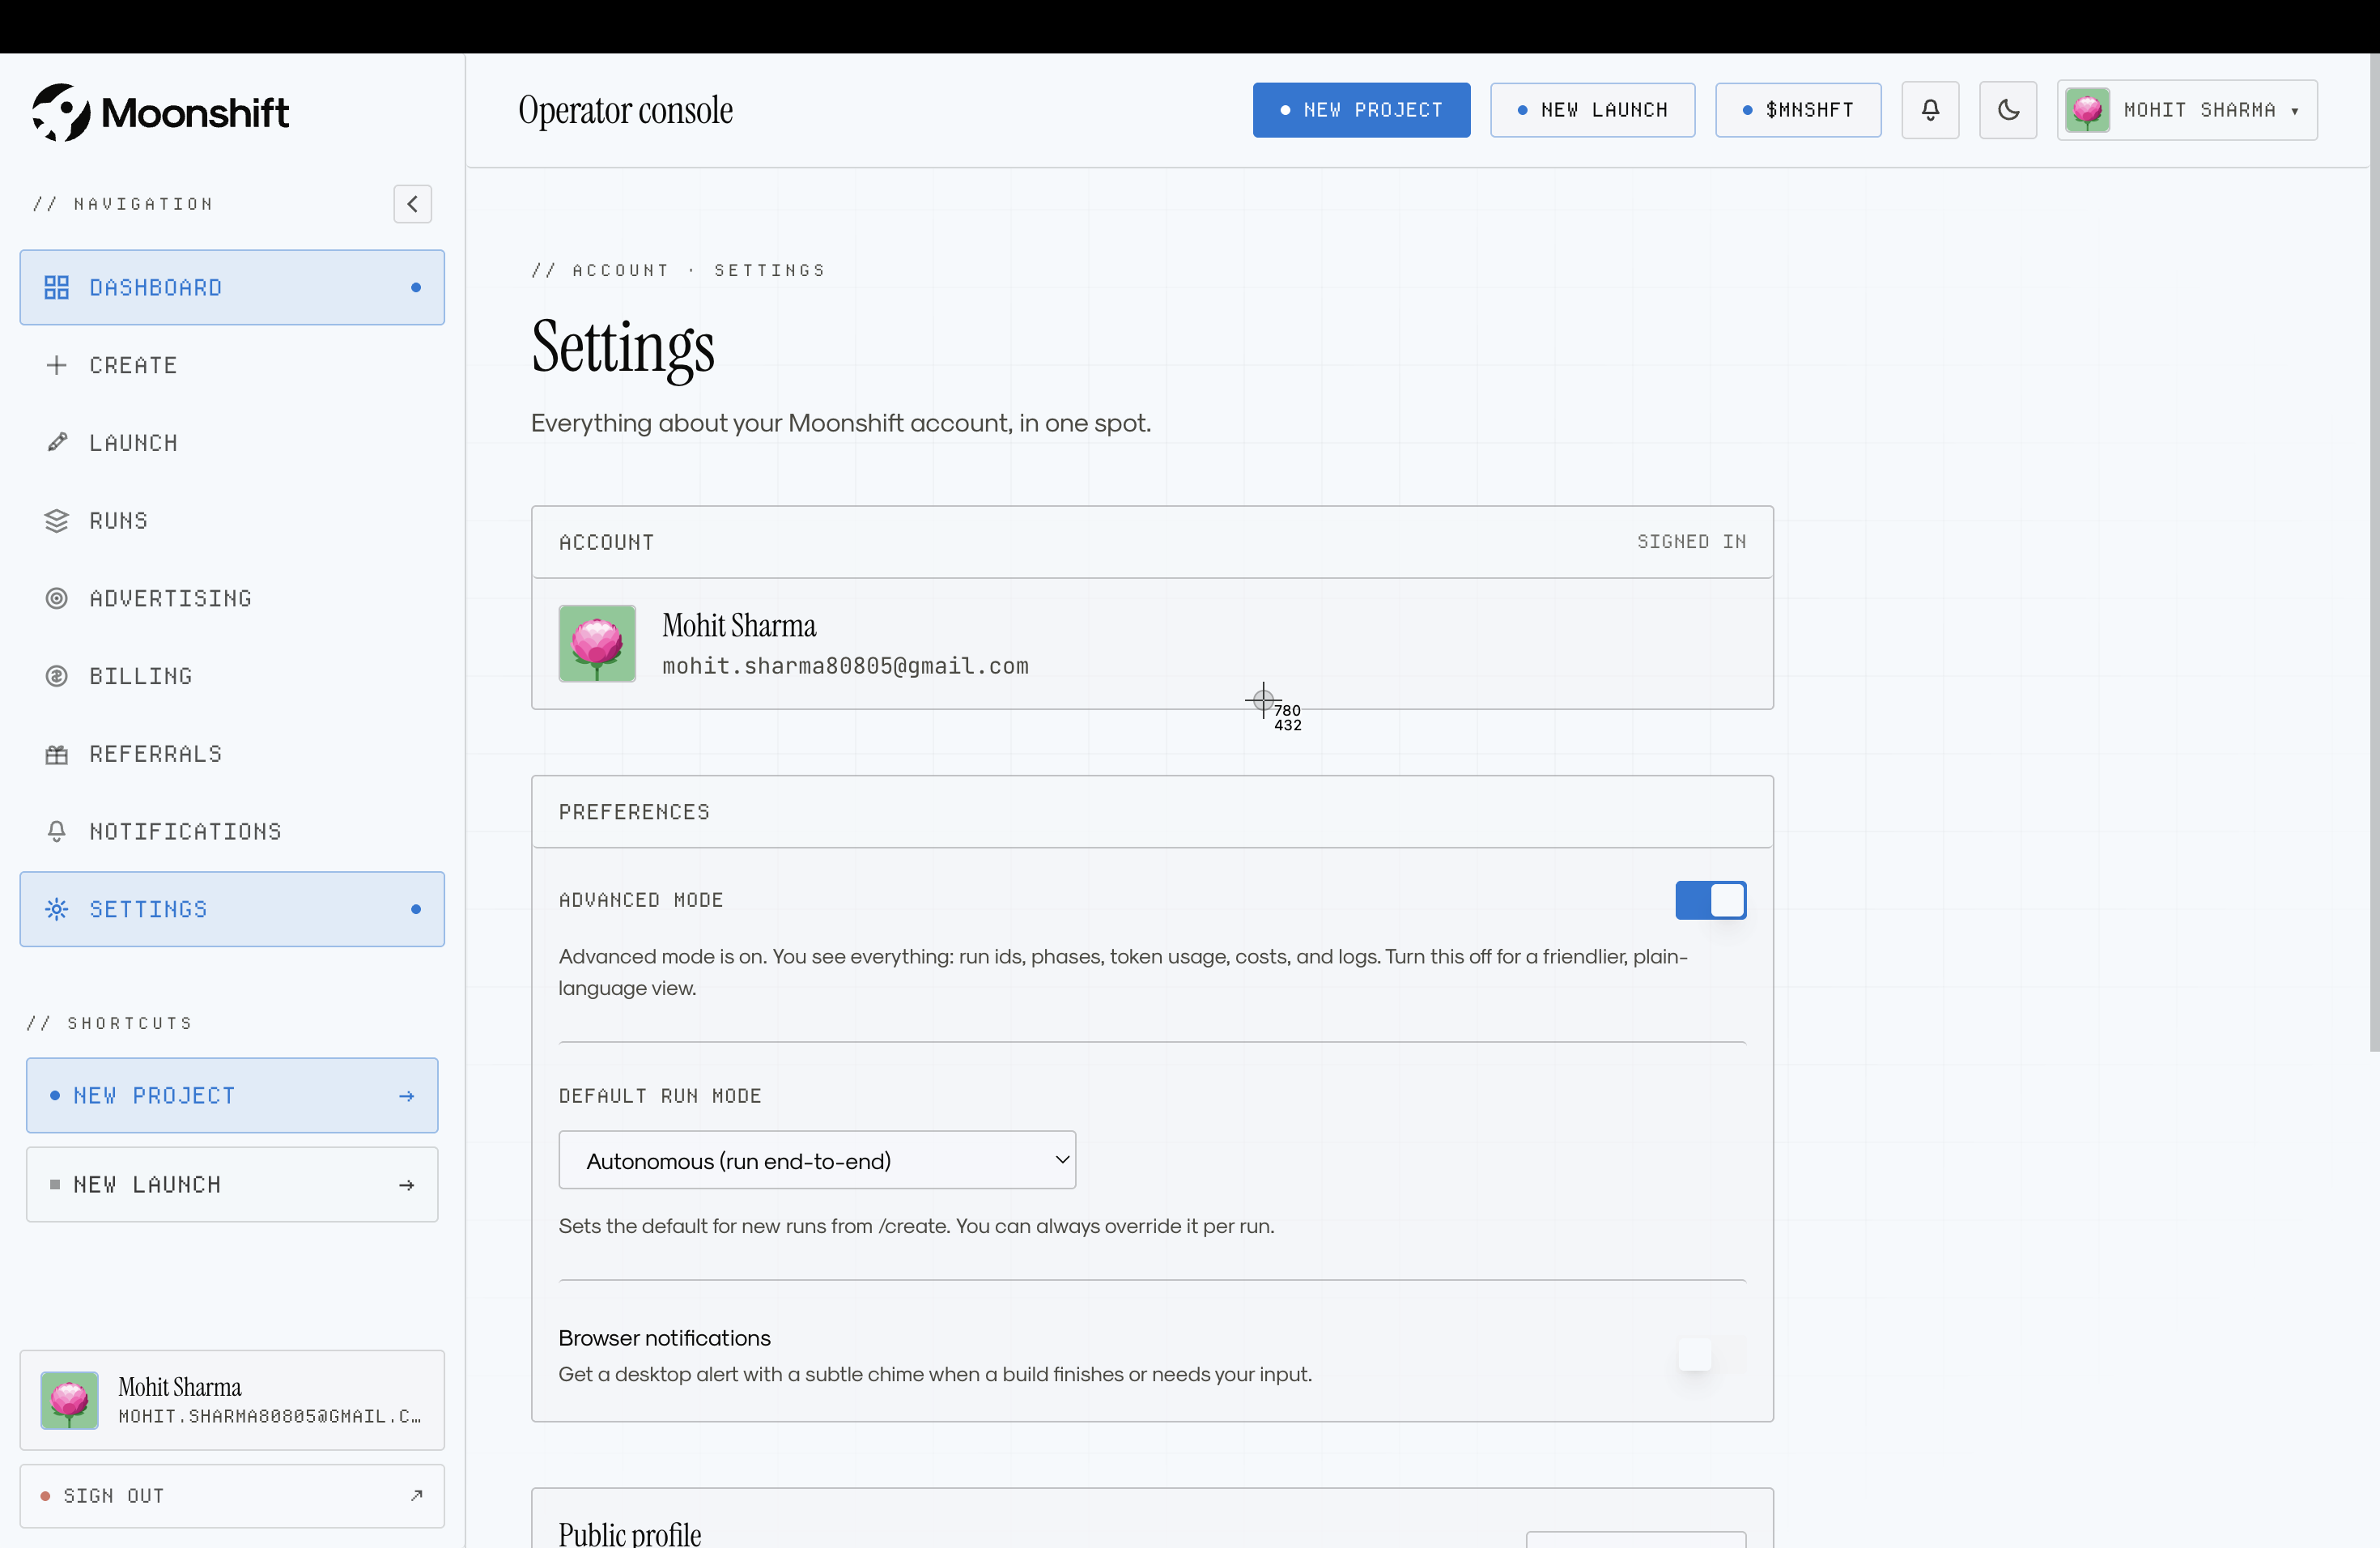 Moonshift
// NAVIGATION
DASHBOARD
CREATE
LAUNCH
RUNS
ADVERTISING
BILLING
REFERRALS
NOTIFICATIONS
SETTINGS
// SHORTCUTS
NEW PROJECT →
NEW LAUNCH →
Mohit Sharma
MOHIT.SHARMA80805@GMAIL.C…
SIGN OUT ↗
Operator console
NEW PROJECT
NEW LAUNCH
$MNSHFT
MOHIT SHARMA ▾
// ACCOUNT · SETTINGS
Settings
Everything about your Moonshift account, in one spot.
ACCOUNT
SIGNED IN
Mohit Sharma
mohit.sharma80805@gmail.com
780
432
PREFERENCES
ADVANCED MODE
Advanced mode is on. You see everything: run ids, phases, token usage, costs, and logs. Turn this off for a friendlier, plain-
language view.
DEFAULT RUN MODE
Autonomous (run end-to-end)
Sets the default for new runs from /create. You can always override it per run.
Browser notifications
Get a desktop alert with a subtle chime when a build finishes or needs your input.
Public profile